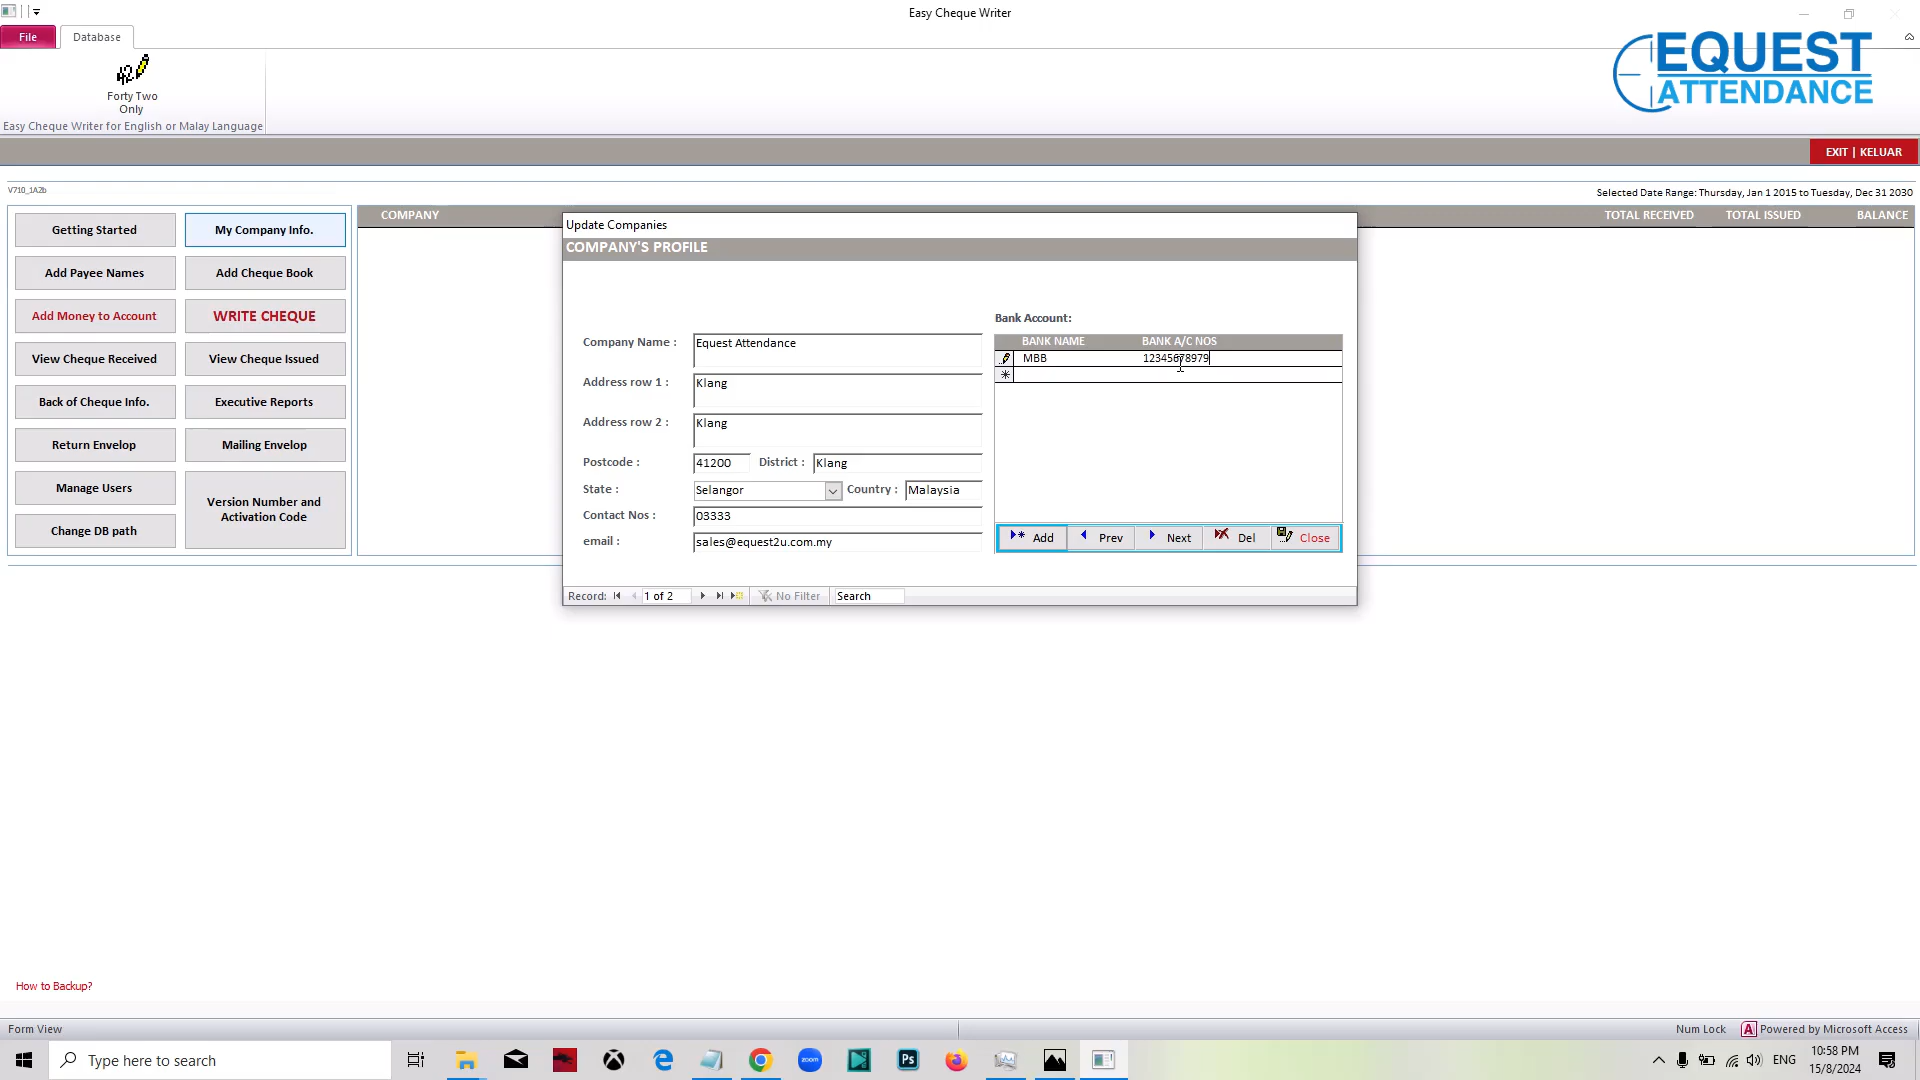 Easy Cheque Writer
File
Database
EQUEST
ATTENDANCE
Forty Two
Only
Easy Cheque Writer for English or Malay Language
EXIT | KELUAR
V710_1A2b
Selected Date Range: Thursday, Jan 1 2015 to Tuesday, Dec 31 2030
Getting Started
My Company Info.
Add Payee Names
Add Cheque Book
Add Money to Account
WRITE CHEQUE
View Cheque Received
View Cheque Issued
Back of Cheque Info.
Executive Reports
Return Envelop
Mailing Envelop
Manage Users
Version Number and
Activation Code
Change DB path
COMPANY
TOTAL RECEIVED
TOTAL ISSUED
BALANCE
Update Companies
COMPANY'S PROFILE
Company Name : Equest Attendance
Address row 1 : Klang
Address row 2 : Klang
Postcode : 41200 District : Klang
State : Selangor Country : Malaysia
Contact Nos : 03333
email : sales@equest2u.com.my
Bank Account:
BANK NAME BANK A/C NOS
MBB 12345678979
Add Prev Next Del Close
Record: 1 of 2 No Filter Search
How to Backup?
Form View
Num Lock
A Powered by Microsoft Access
Type here to search
zoom
Ps
ENG
10:58 PM
15/8/2024